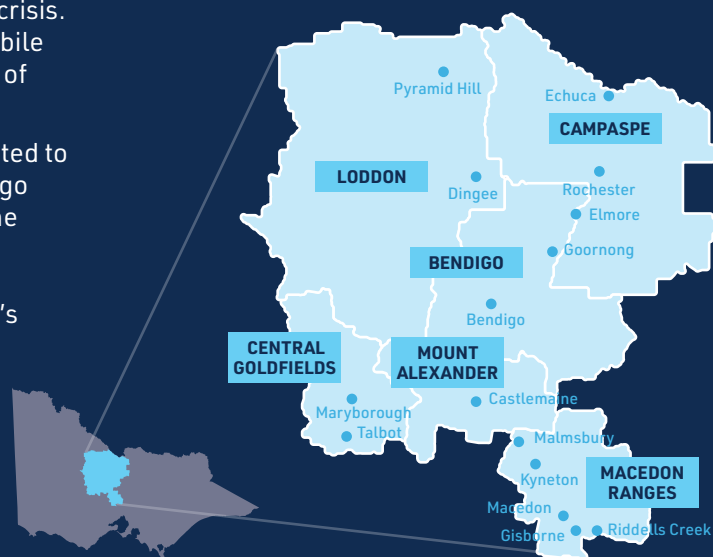 crisis.
bile
of
ted to
go
ne
's
Pyramid Hill
Echuca
CAMPASPE
LODDON
Dingee
Rochester
Elmore
Goornong
BENDIGO
Bendigo
CENTRAL
GOLDFIELDS
MOUNT
ALEXANDER
Castlemaine
Maryborough
Talbot
Malmsbury
Kyneton
MACEDON
RANGES
Macedon
Gisborne
Riddells Creek